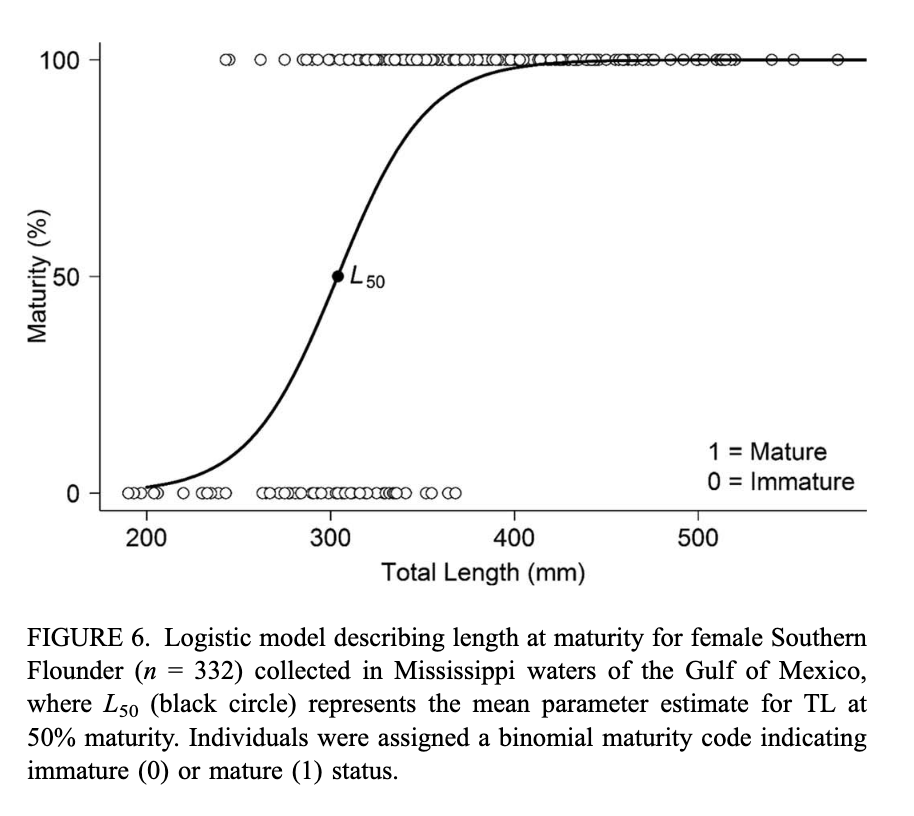 100
50
0
Maturity (%)
L50
1 = Mature
0 = Immature
200 300 400 500
Total Length (mm)
FIGURE 6. Logistic model describing length at maturity for female Southern
Flounder (n = 332) collected in Mississippi waters of the Gulf of Mexico,
where L50 (black circle) represents the mean parameter estimate for TL at
50% maturity. Individuals were assigned a binomial maturity code indicating
immature (0) or mature (1) status.